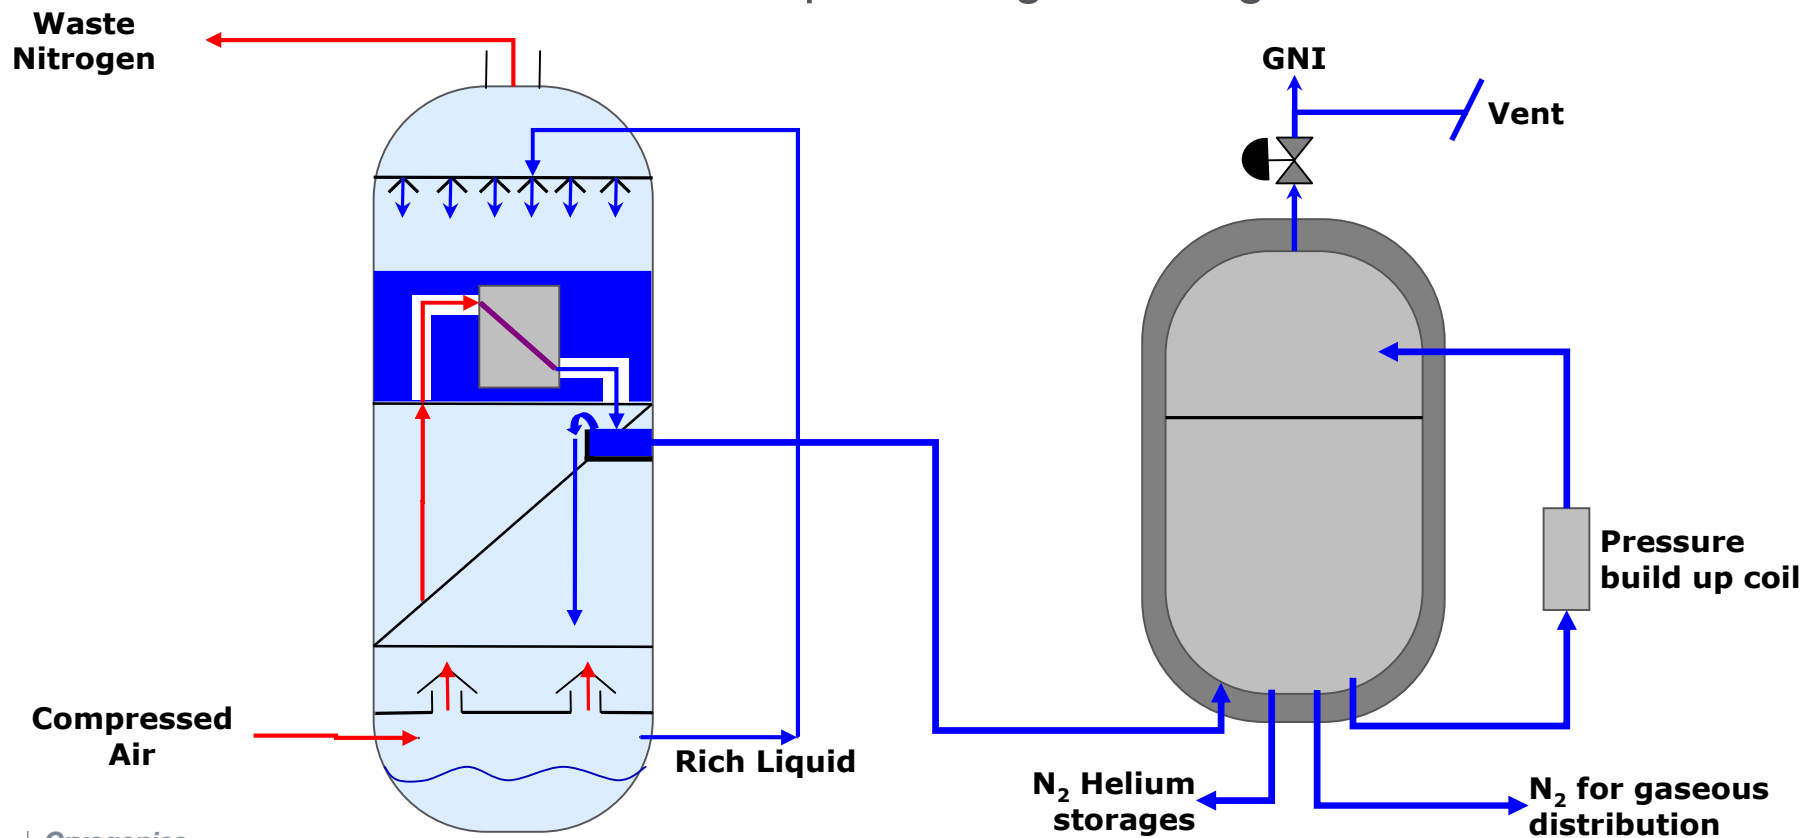 Waste
Nitrogen
GNI
Vent
Pressure
build up coil
Compressed
Air
Rich Liquid
N₂ Helium
storages
N₂ for gaseous
distribution